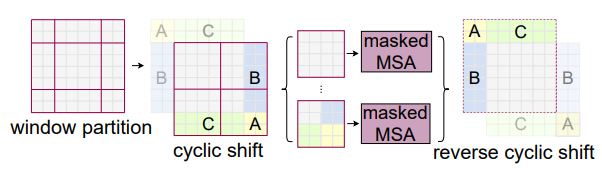 A C
B
B
C A
window partition
cyclic shift
masked
MSA
masked
MSA
A C
B
B
C A
reverse cyclic shift